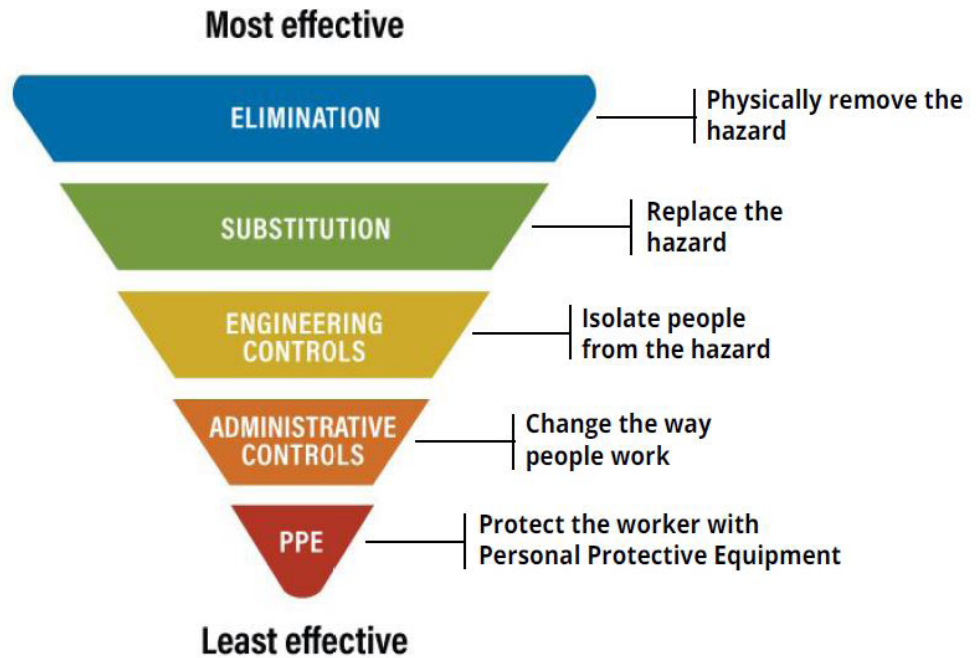 Most effective
ELIMINATION
Physically remove the
hazard
SUBSTITUTION
Replace the
hazard
ENGINEERING
CONTROLS
Isolate people
from the hazard
ADMINISTRATIVE
CONTROLS
Change the way
people work
PPE
Protect the worker with
Personal Protective Equipment
Least effective